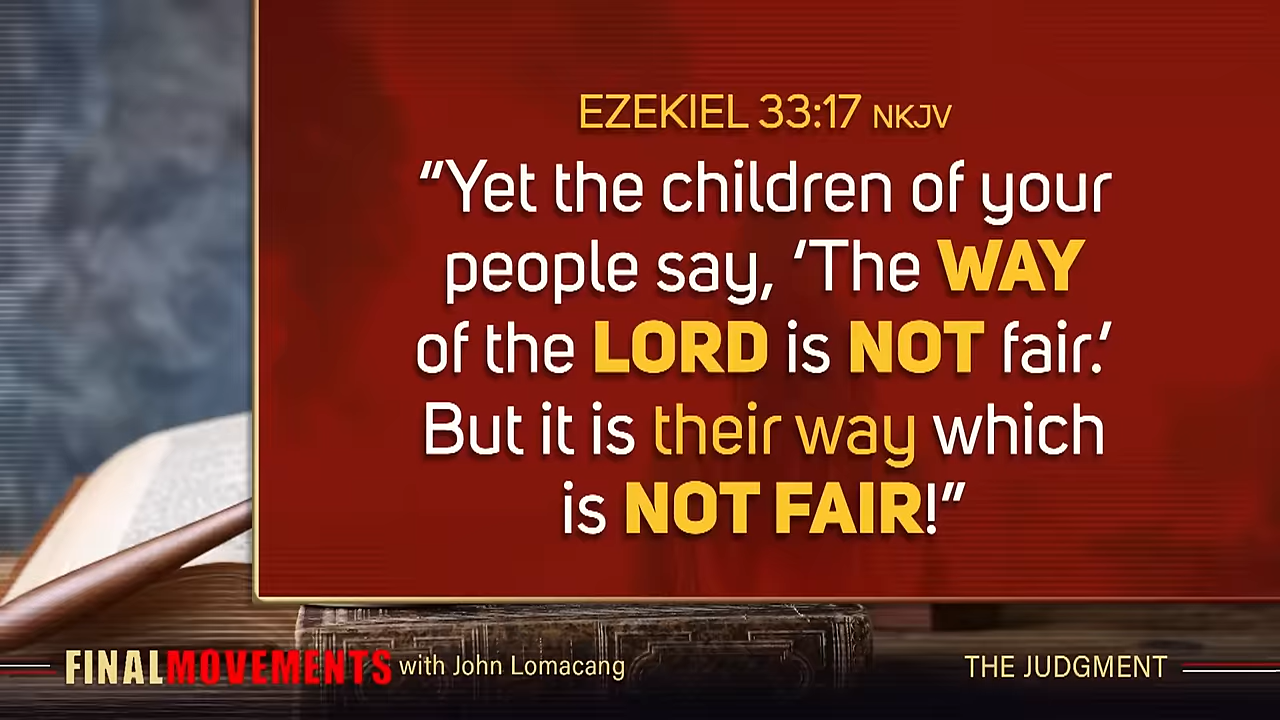 EZEKIEL 33:17 NKJV
“Yet the children of your
people say, ‘The WAY
of the LORD is NOT fair.’
But it is their way which
is NOT FAIR!”
FINALMOVEMENTS with John Lomacang
THE JUDGMENT